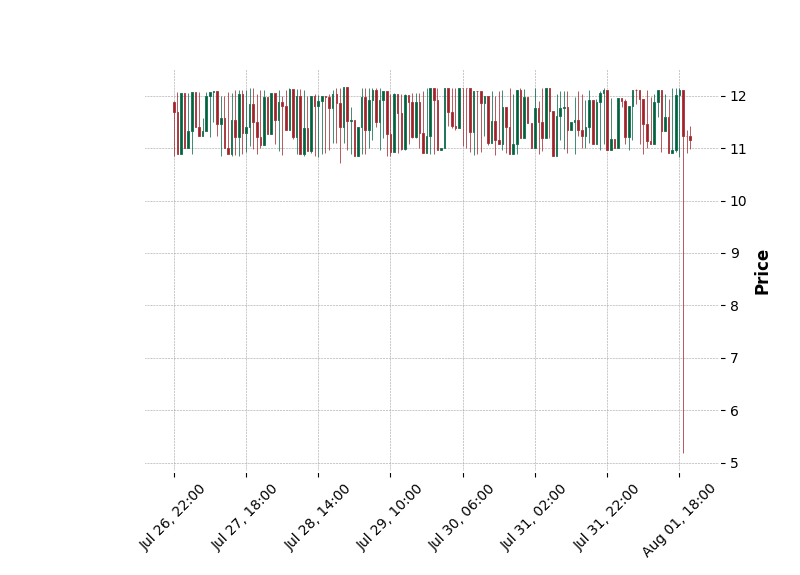 12
11
10
9
8
7
6
5
Price
Jul 26, 22:00
Jul 27, 18:00
Jul 28, 14:00
Jul 29, 10:00
Jul 30, 06:00
Jul 31, 02:00
Jul 31, 22:00
Aug 01, 18:00